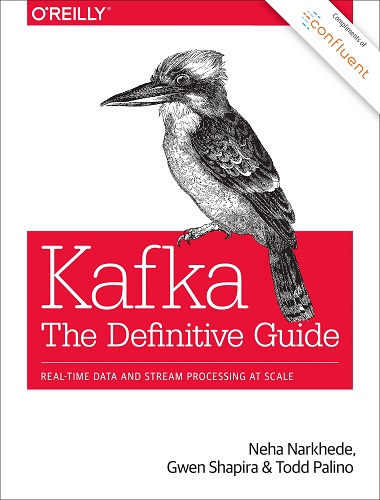 O'REILLY®
Compliments of
confluent
Kafka
The Definitive Guide
REAL-TIME DATA AND STREAM PROCESSING AT SCALE
Neha Narkhede,
Gwen Shapira & Todd Palino